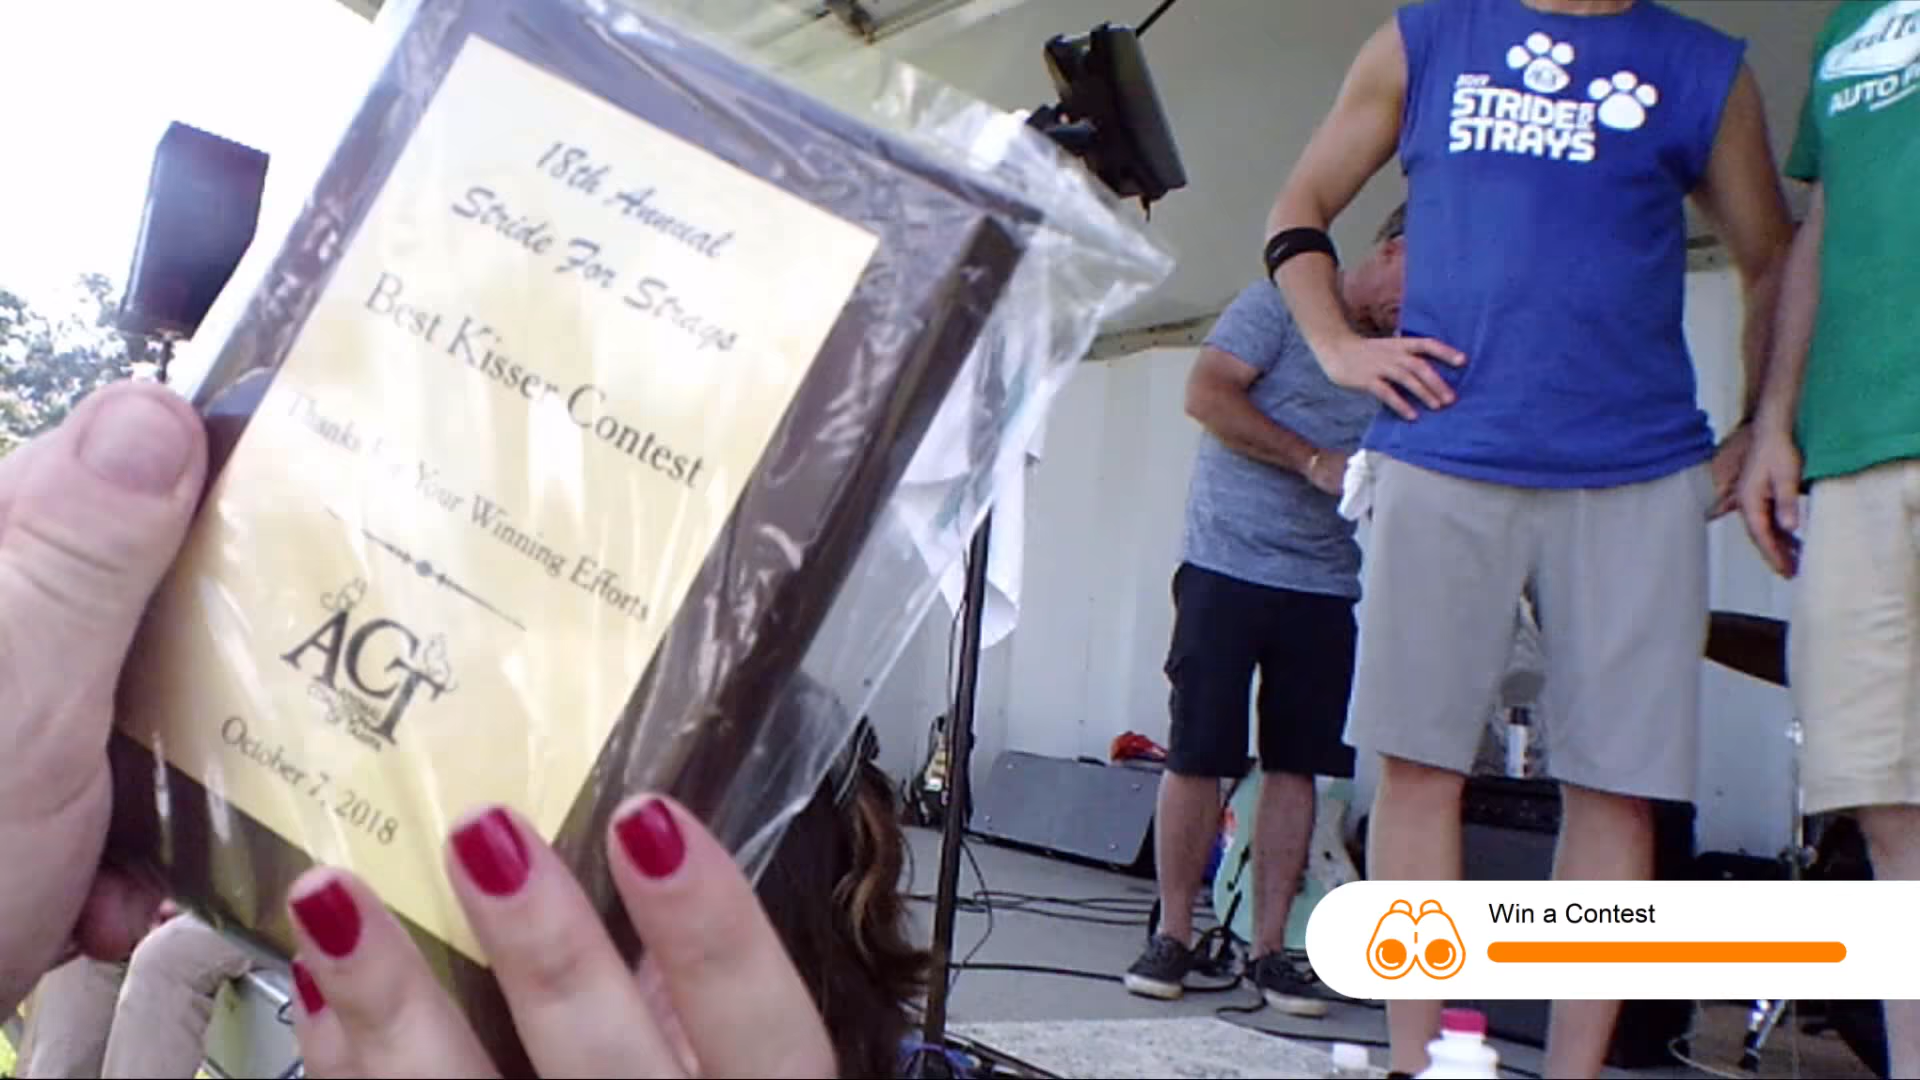 18th Annual
Stride For Strays
Best Kisser Contest
Thanks for Your Winning Efforts
ACT
October 7, 2018
STRIDE FOR
STRAYS
AUTO
Win a Contest